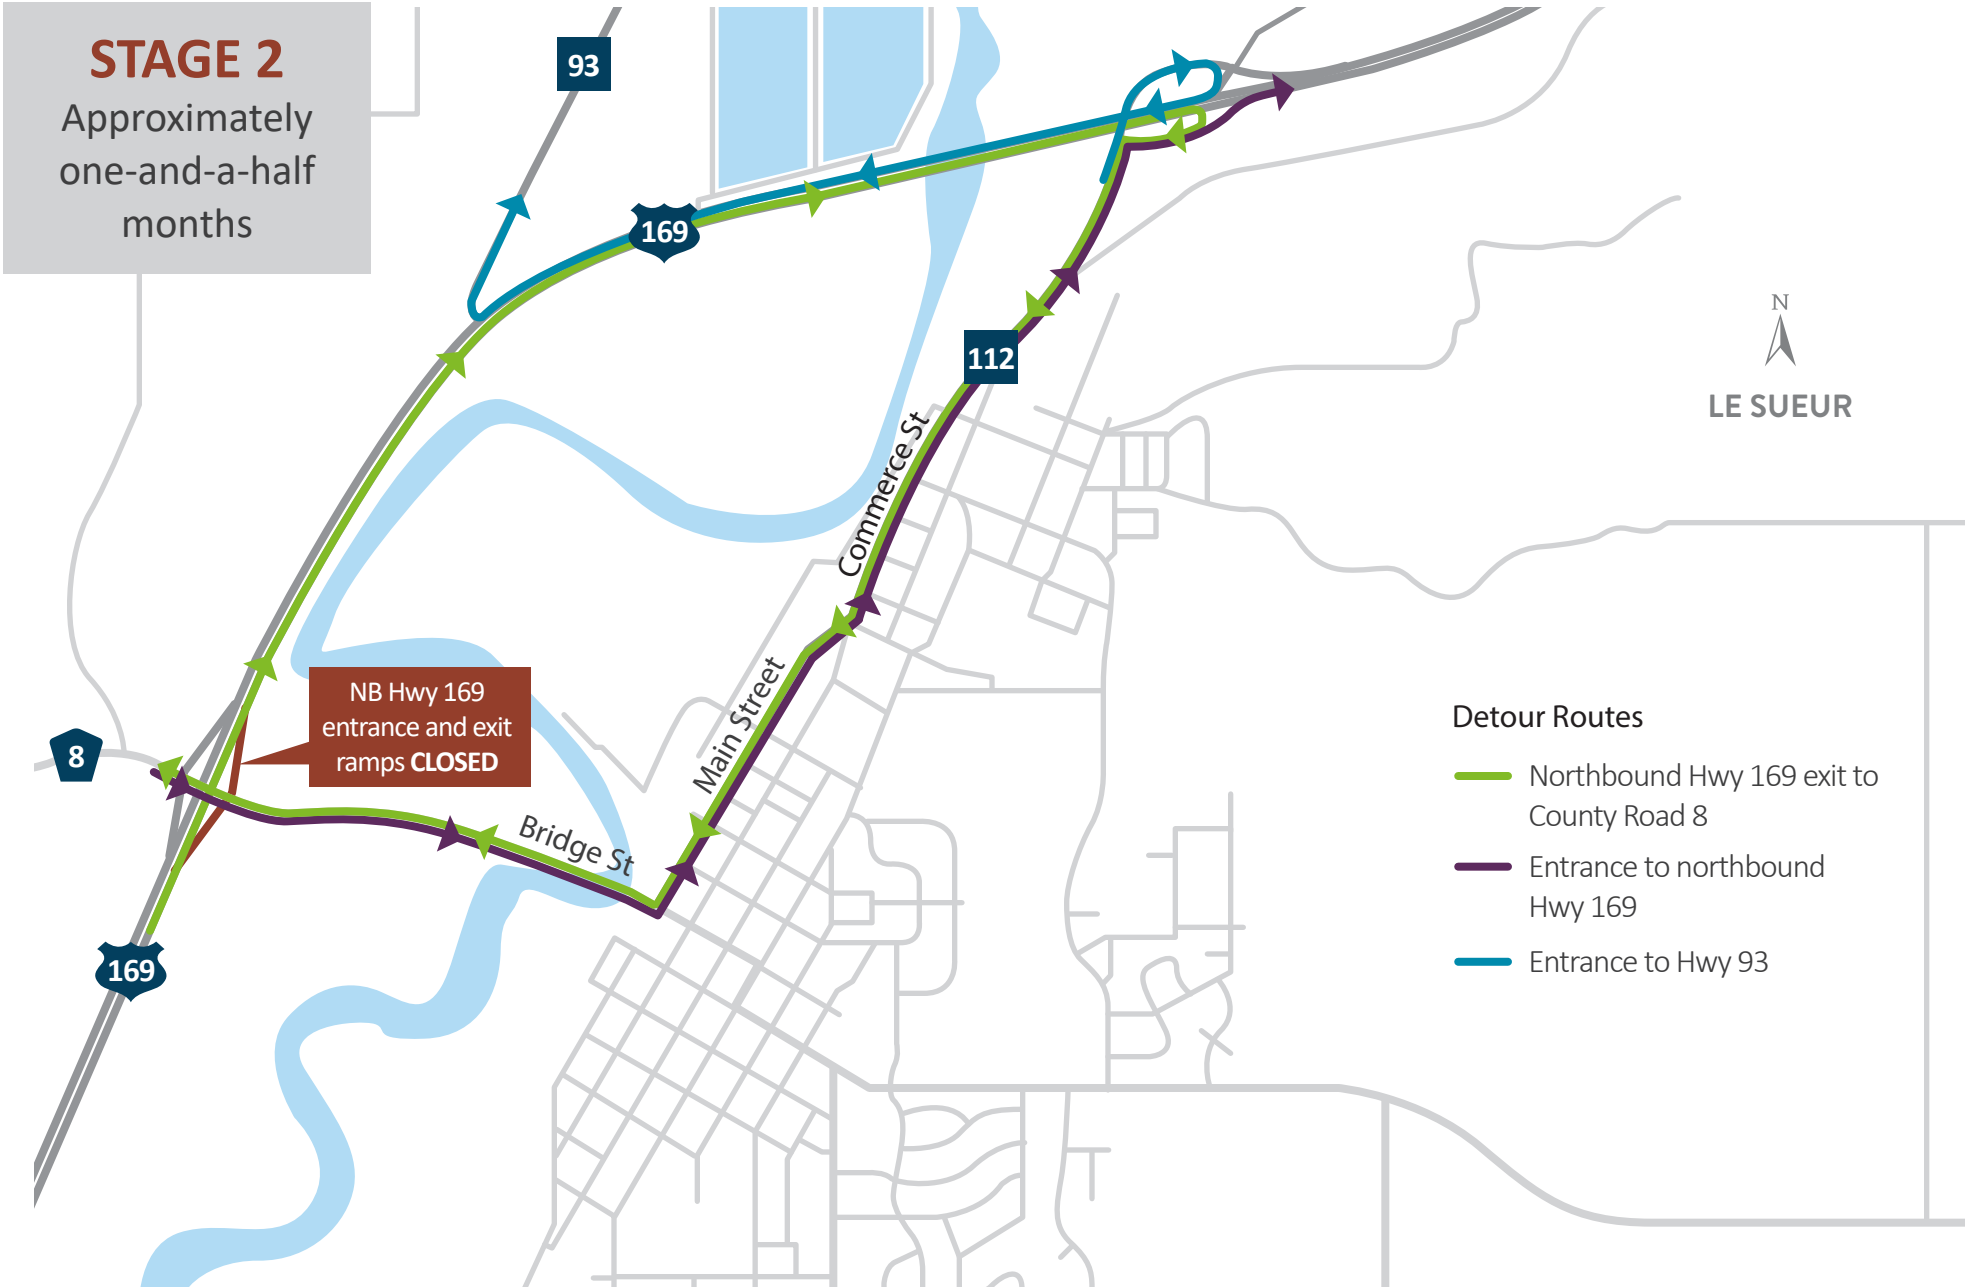 STAGE 2
Approximately
one-and-a-half
months
93
169
112
N
LE SUEUR
Commerce St
Main Street
NB Hwy 169
entrance and exit
ramps CLOSED
8
Bridge St
169
Detour Routes
Northbound Hwy 169 exit to
County Road 8
Entrance to northbound
Hwy 169
Entrance to Hwy 93